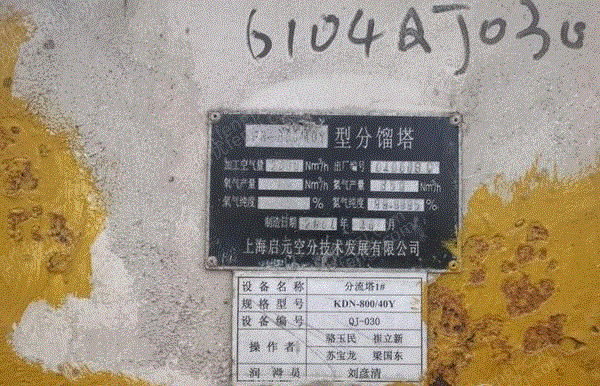 6104QJ030
型分馏塔
加工空气量 Nm³/h 出厂编号
氧气产量 Nm³/h 氮气产量 Nm³/h
氧气纯度 % 氮气纯度 %
制造日期 年 月
上海启元空分技术发展有限公司
设备名称 分流塔1#
规格型号 KDN-800/40Y
设备编号 QJ-030
操作者 骆玉民 崔立新
苏宝龙 梁国东
润滑员 刘彦清